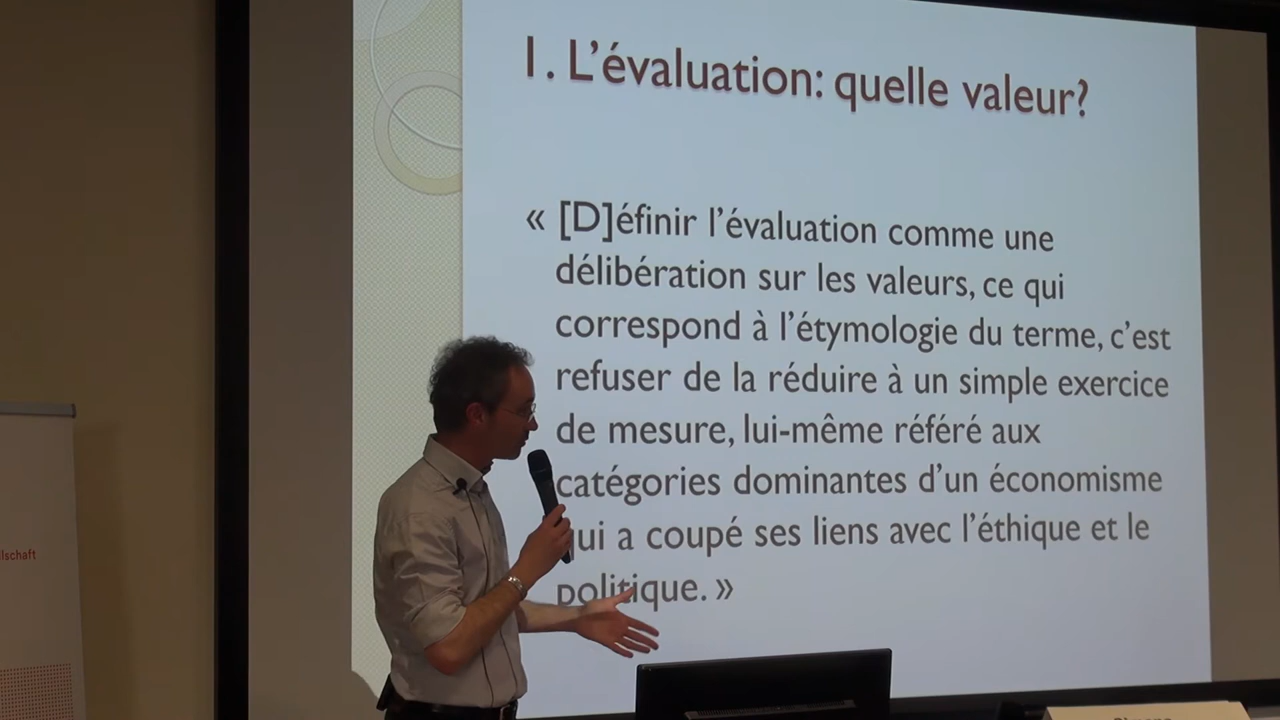 1. L'évaluation: quelle valeur?
« [D]éfinir l'évaluation comme une
délibération sur les valeurs, ce qui
correspond à l'étymologie du terme, c'est
refuser de la réduire à un simple exercice
de mesure, lui-même référé aux
catégories dominantes d'un économisme
qui a coupé ses liens avec l'éthique et le
politique. »
lschaft